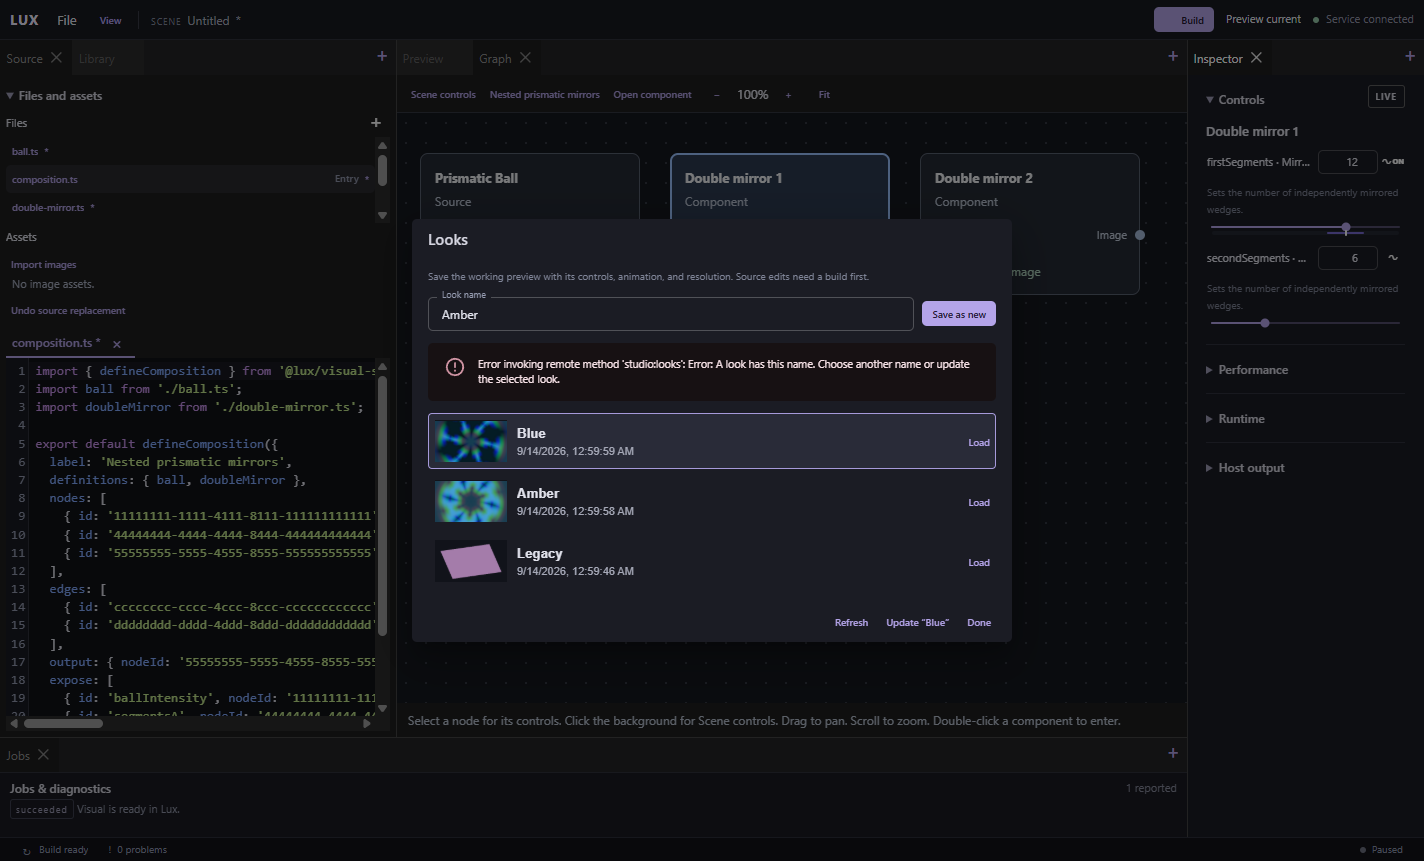 LUX File View SCENE Untitled *
Build Preview current Service connected
Source
Library
Preview
Graph
Inspector
Files and assets
Files
ball.ts *
composition.ts Entry *
double-mirror.ts *
Assets
Import images
No image assets.
Undo source replacement
composition.ts *
1 import { defineComposition } from '@lux/visual-s
2 import ball from './ball.ts';
3 import doubleMirror from './double-mirror.ts';
4
5 export default defineComposition({
6 label: 'Nested prismatic mirrors',
7 definitions: { ball, doubleMirror },
8 nodes: [
9 { id: '11111111-1111-4111-8111-111111111111'
10 { id: '44444444-4444-4444-8444-444444444444'
11 { id: '55555555-5555-4555-8555-555555555555'
12 ],
13 edges: [
14 { id: 'cccccccc-cccc-4ccc-8ccc-cccccccccccc'
15 { id: 'dddddddd-dddd-4ddd-8ddd-dddddddddddd'
16 ],
17 output: { nodeId: '55555555-5555-4555-8555-555
18 expose: [
19 { id: 'ballIntensity', nodeId: '11111111-111
20 { id: 'segmentsA', nodeId: '44444444-4444-44
Scene controls Nested prismatic mirrors Open component − 100% + Fit
Prismatic Ball
Source
Double mirror 1
Component
Double mirror 2
Component
Image
Image
Looks
Save the working preview with its controls, animation, and resolution. Source edits need a build first.
Look name
Amber
Save as new
Error invoking remote method 'studio:looks': Error: A look has this name. Choose another name or update
the selected look.
Blue
9/14/2026, 12:59:59 AM
Load
Amber
9/14/2026, 12:59:58 AM
Load
Legacy
9/14/2026, 12:59:46 AM
Load
Refresh Update “Blue” Done
Select a node for its controls. Click the background for Scene controls. Drag to pan. Scroll to zoom. Double-click a component to enter.
Controls LIVE
Double mirror 1
firstSegments · Mirr... 12 ON
Sets the number of independently mirrored
wedges.
secondSegments · ... 6
Sets the number of independently mirrored
wedges.
Performance
Runtime
Host output
Jobs
Jobs & diagnostics 1 reported
succeeded Visual is ready in Lux.
Build ready ! 0 problems Paused